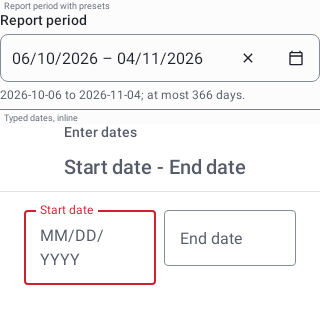 Report period with presets
Report period
06/10/2026 – 04/11/2026
2026-10-06 to 2026-11-04; at most 366 days.
Typed dates, inline
Enter dates
Start date - End date
Start date
MM/DD/
YYYY
End date